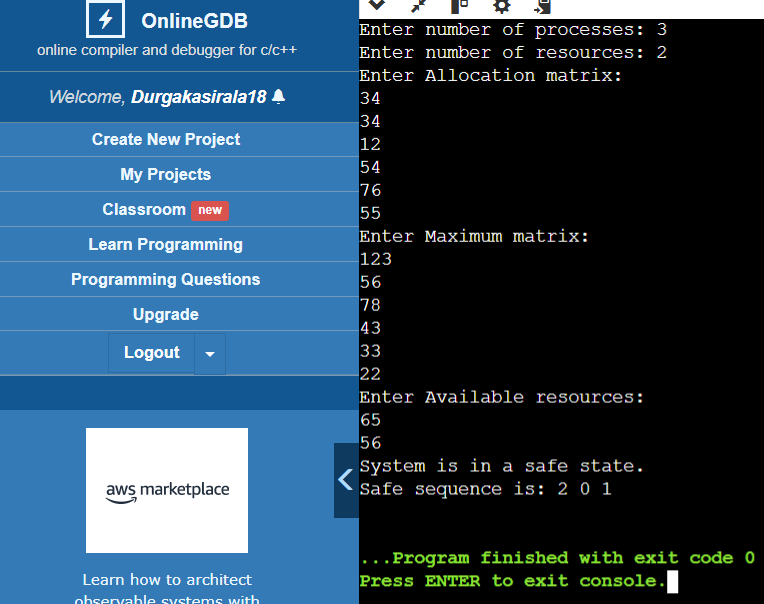 OnlineGDB
online compiler and debugger for c/c++
Welcome, Durgakasirala18
Create New Project
My Projects
Classroom new
Learn Programming
Programming Questions
Upgrade
Logout
aws marketplace
Learn how to architect
observable systems with
Enter number of processes: 3
Enter number of resources: 2
Enter Allocation matrix:
34
34
12
54
76
55
Enter Maximum matrix:
123
56
78
43
33
22
Enter Available resources:
65
56
System is in a safe state.
Safe sequence is: 2 0 1
...Program finished with exit code 0
Press ENTER to exit console.